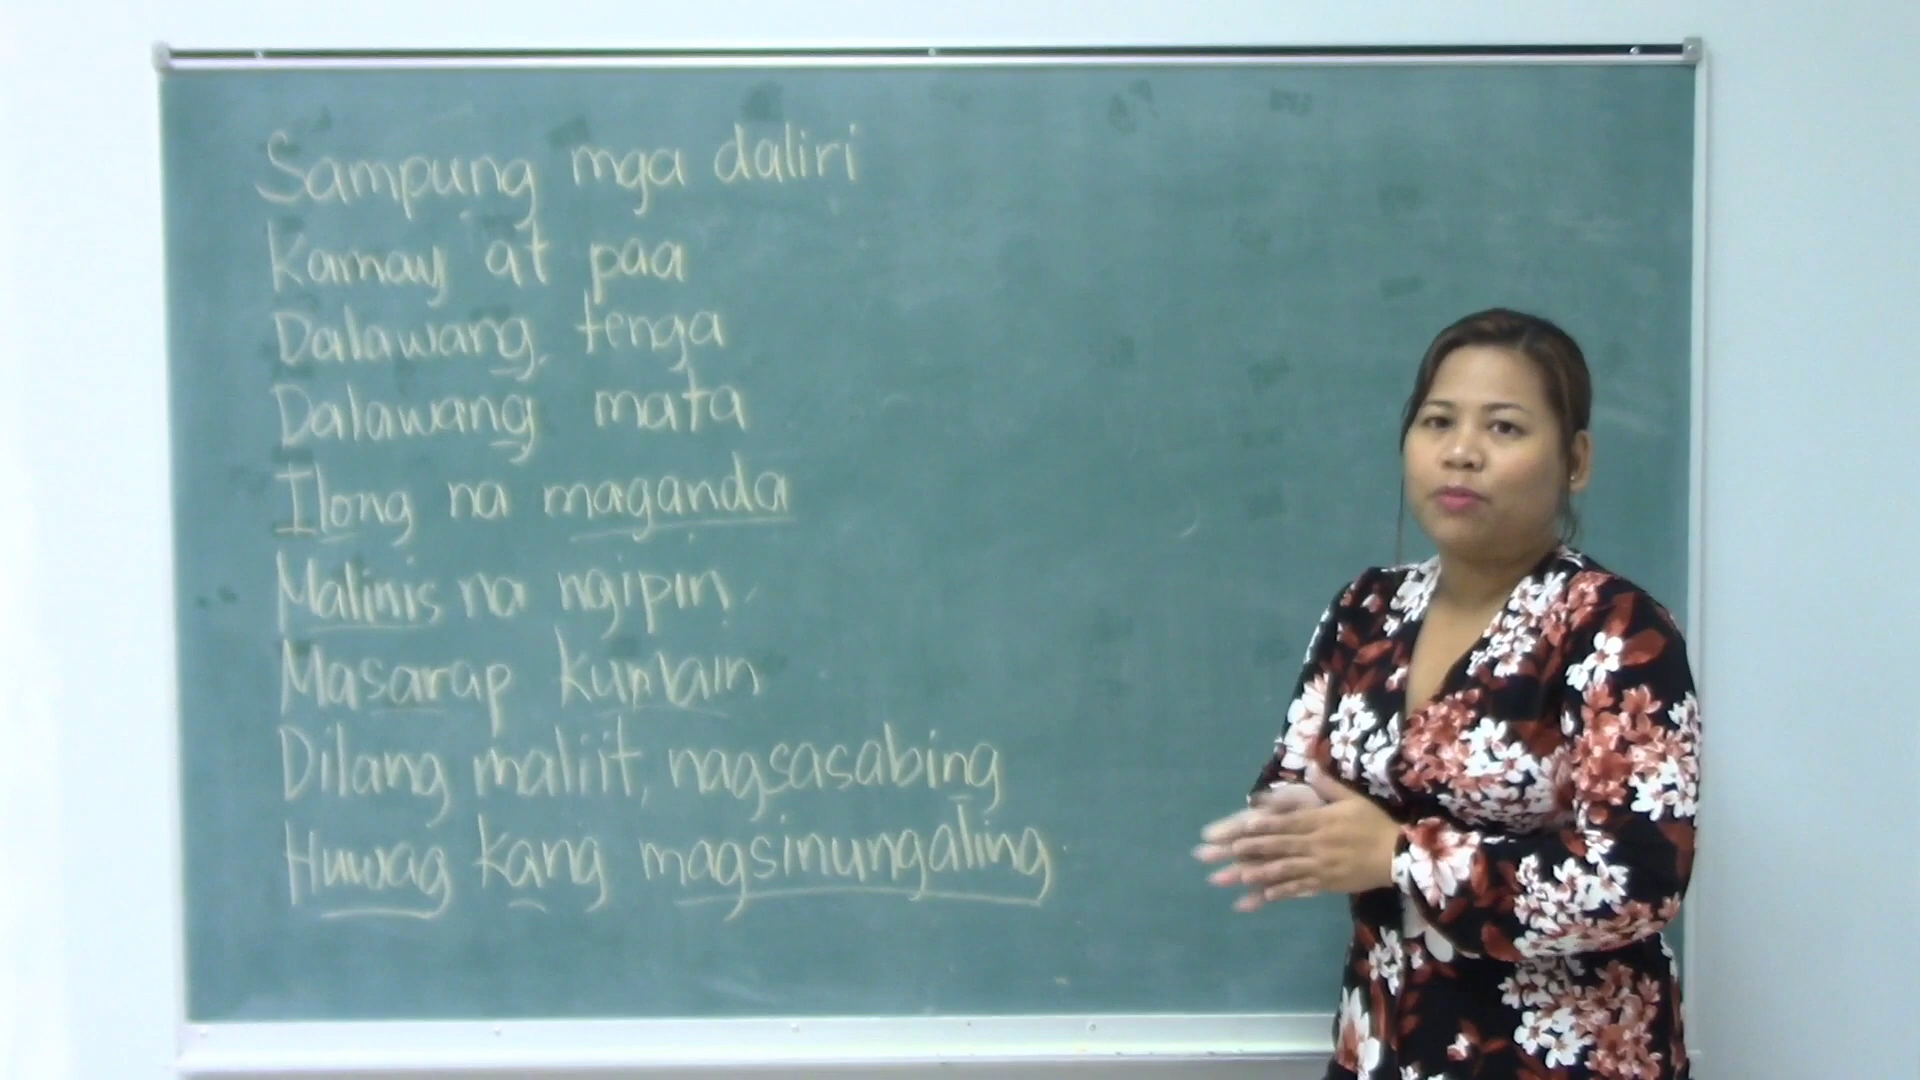 Sampung mga daliri
Kamay at paa
Dalawang tenga
Dalawang mata
Ilong na maganda
Malinis na ngipin
Masarap kumain
Dilang maliit, nagsasabing
Huwag kang magsinungaling